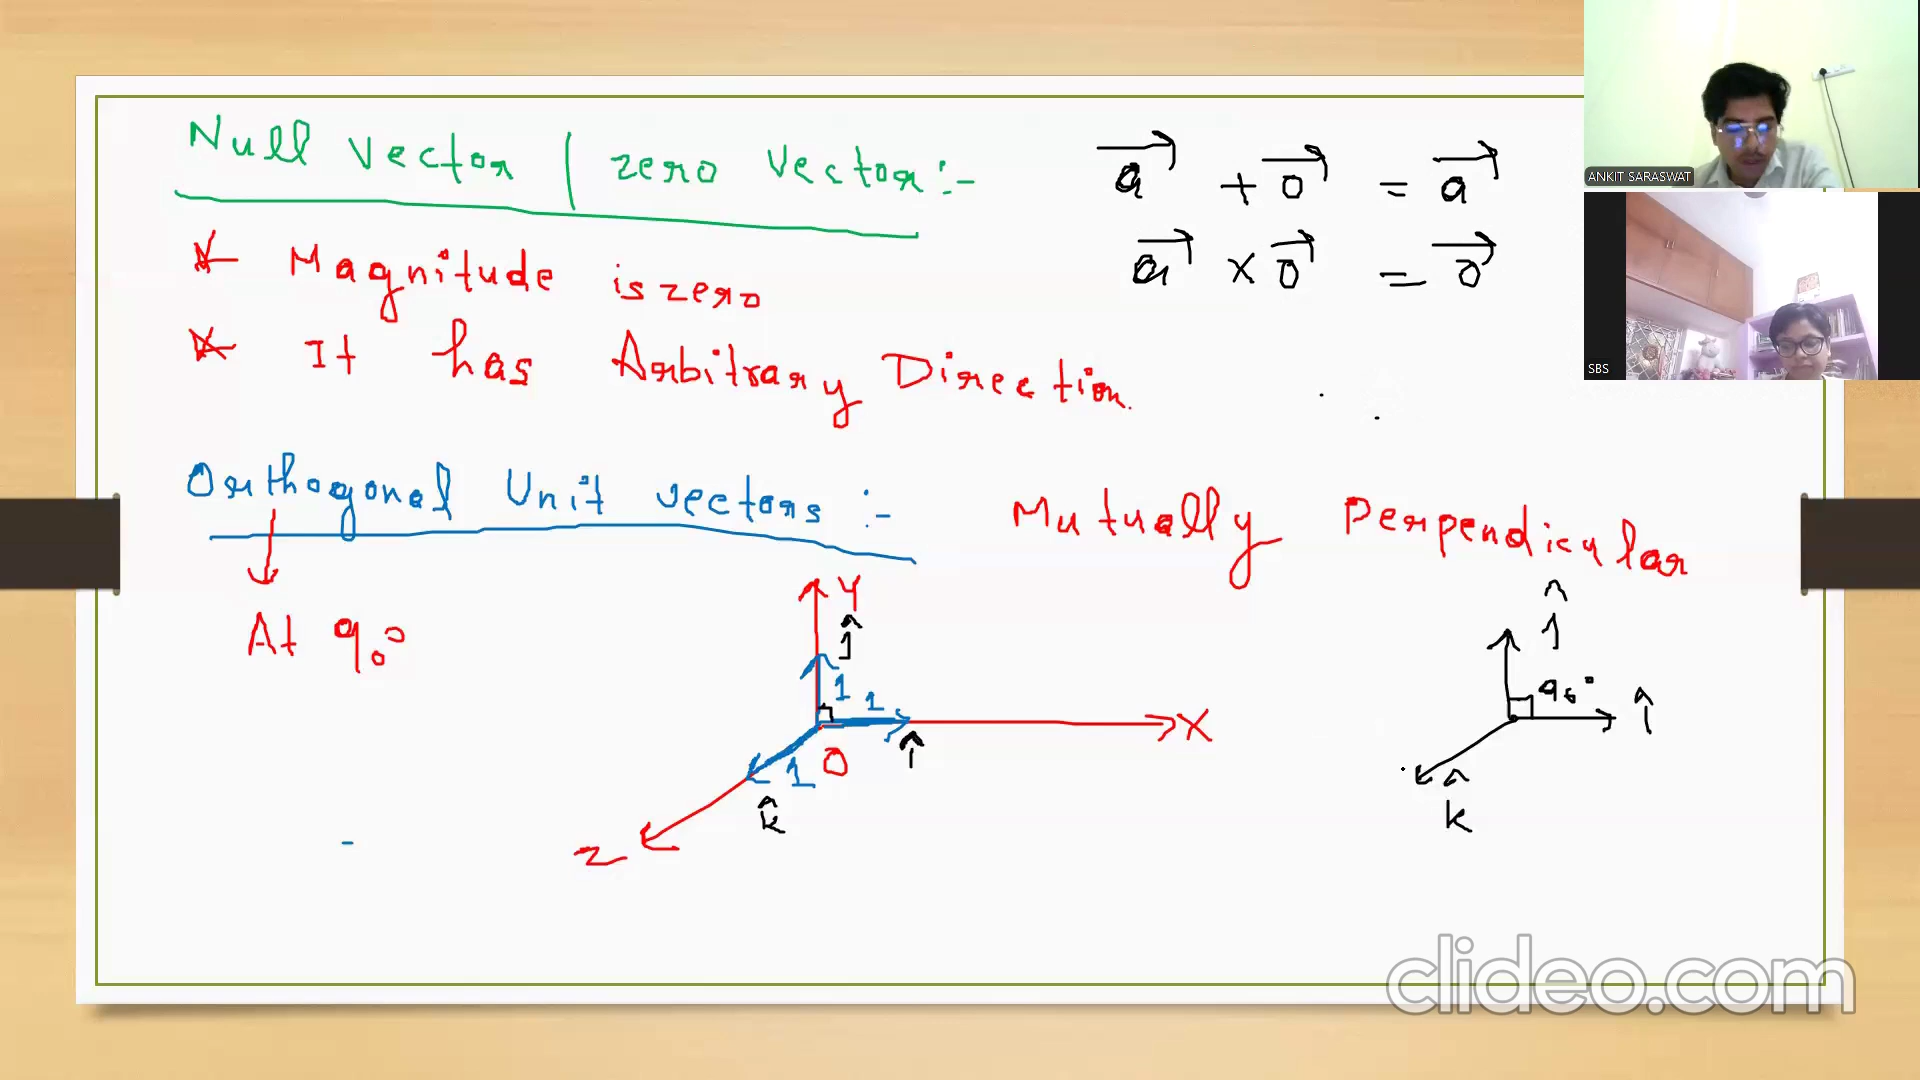 Null vector | zero vector :-
* Magnitude is zero
* It has Arbitrary Direction.
a⃗ + 0⃗ = a⃗
a⃗ × 0⃗ = 0⃗
ANKIT SARASWAT
SBS
Orthogonal Unit vectors :-
Mutually Perpendicular
At 90°
Y
ĵ
1
1
X
î
O
1
k̂
Z
ĵ
90°
î
k̂
clideo.com